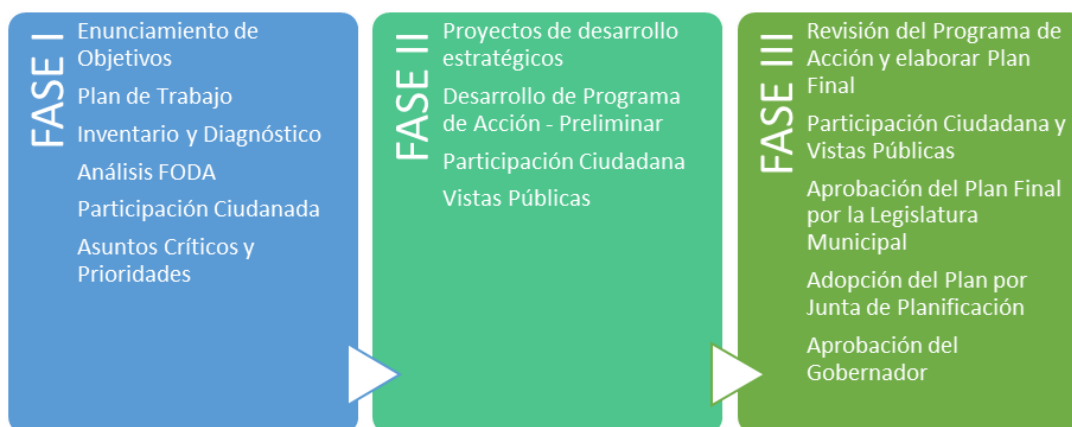 FASE I
Enunciamiento de
Objetivos
Plan de Trabajo
Inventario y Diagnóstico
Análisis FODA
Participación Ciudanada
Asuntos Críticos y
Prioridades
FASE II
Proyectos de desarrollo
estratégicos
Desarrollo de Programa
de Acción - Preliminar
Participación Ciudadana
Vistas Públicas
FASE III
Revisión del Programa de
Acción y elaborar Plan
Final
Participación Ciudadana y
Vistas Públicas
Aprobación del Plan Final
por la Legislatura
Municipal
Adopción del Plan por
Junta de Planificación
Aprobación del
Gobernador